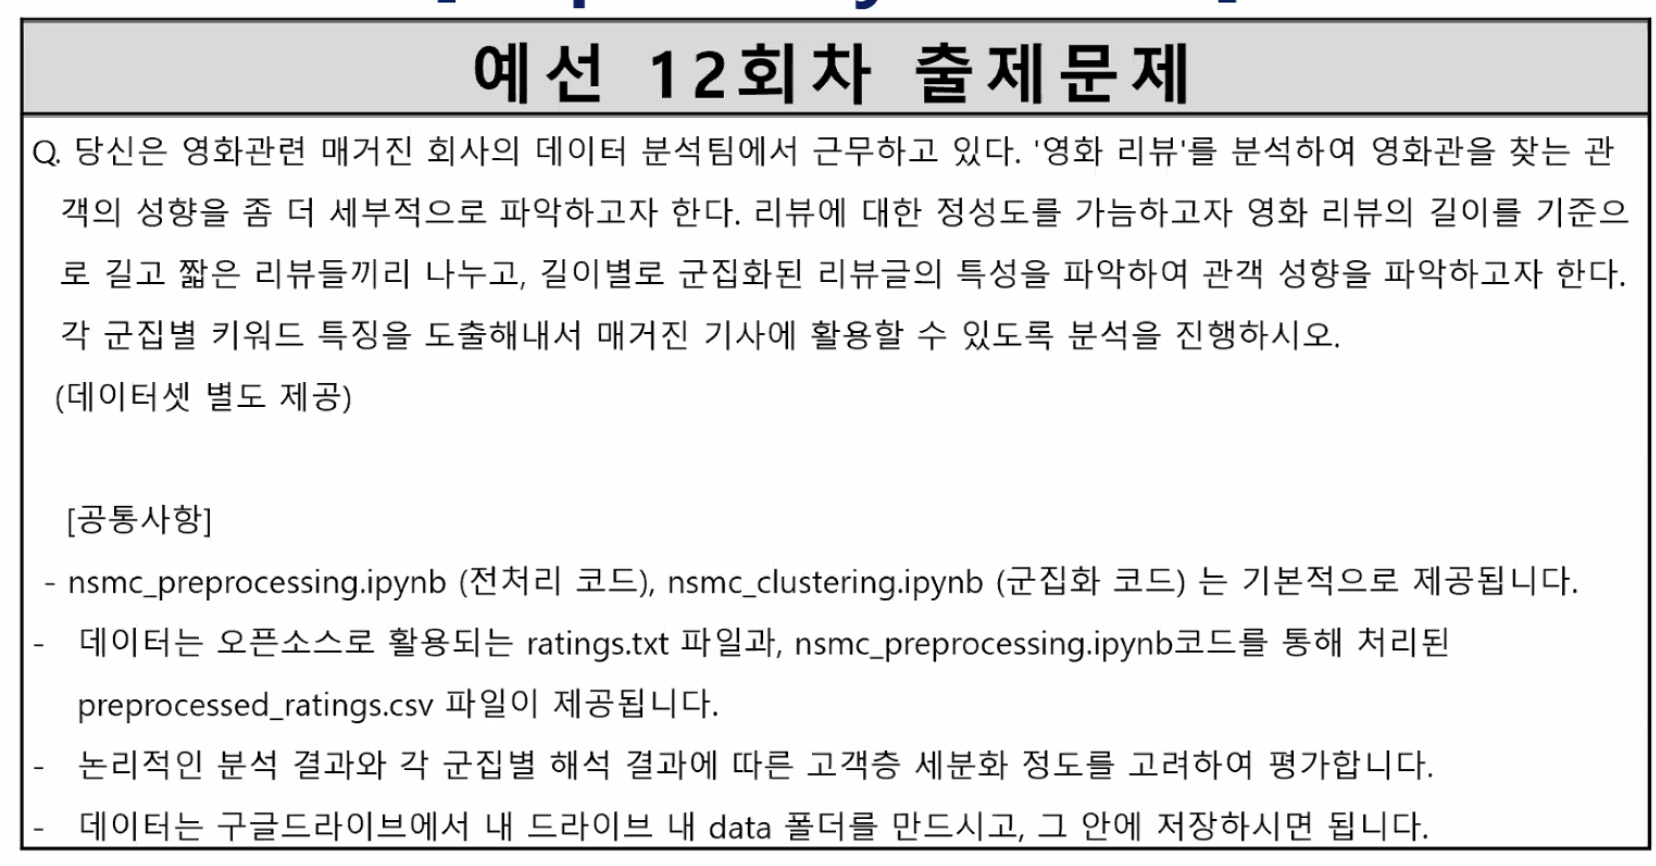 예선 12회차 출제문제
Q. 당신은 영화관련 매거진 회사의 데이터 분석팀에서 근무하고 있다. '영화 리뷰'를 분석하여 영화관을 찾는 관
객의 성향을 좀 더 세부적으로 파악하고자 한다. 리뷰에 대한 정성도를 가늠하고자 영화 리뷰의 길이를 기준으
로 길고 짧은 리뷰들끼리 나누고, 길이별로 군집화된 리뷰글의 특성을 파악하여 관객 성향을 파악하고자 한다.
각 군집별 키워드 특징을 도출해내서 매거진 기사에 활용할 수 있도록 분석을 진행하시오.
(데이터셋 별도 제공)
[공통사항]
- nsmc_preprocessing.ipynb (전처리 코드), nsmc_clustering.ipynb (군집화 코드) 는 기본적으로 제공됩니다.
- 데이터는 오픈소스로 활용되는 ratings.txt 파일과, nsmc_preprocessing.ipynb코드를 통해 처리된
preprocessed_ratings.csv 파일이 제공됩니다.
- 논리적인 분석 결과와 각 군집별 해석 결과에 따른 고객층 세분화 정도를 고려하여 평가합니다.
- 데이터는 구글드라이브에서 내 드라이브 내 data 폴더를 만드시고, 그 안에 저장하시면 됩니다.